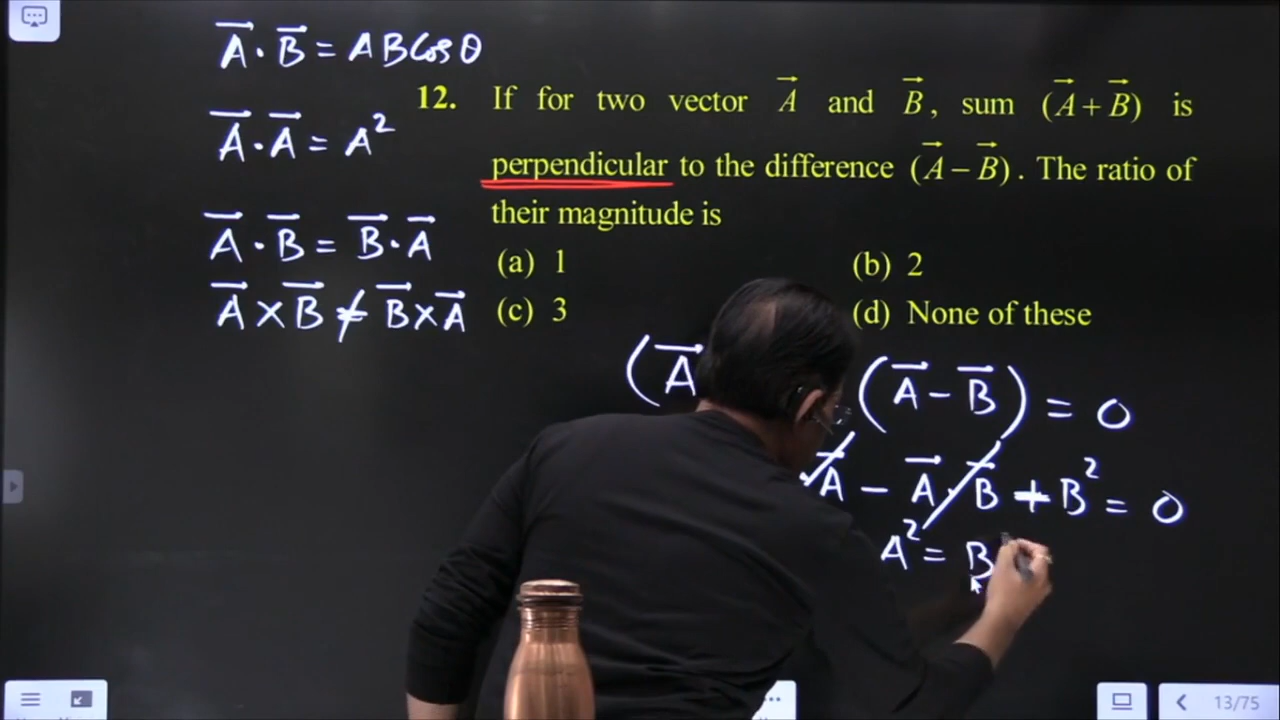 A⃗ · B⃗ = A B Cos θ
A⃗ · A⃗ = A²
A⃗ · B⃗ = B⃗ · A⃗
A⃗ × B⃗ ≠ B⃗ × A⃗
12. If for two vector A⃗ and B⃗, sum (A⃗ + B⃗) is
perpendicular to the difference (A⃗ − B⃗). The ratio of
their magnitude is
(a) 1 (b) 2
(c) 3 (d) None of these
(A⃗ (A⃗ − B⃗) = 0
· A⃗ − A⃗ · B⃗ + B² = 0
A² = B
13/75